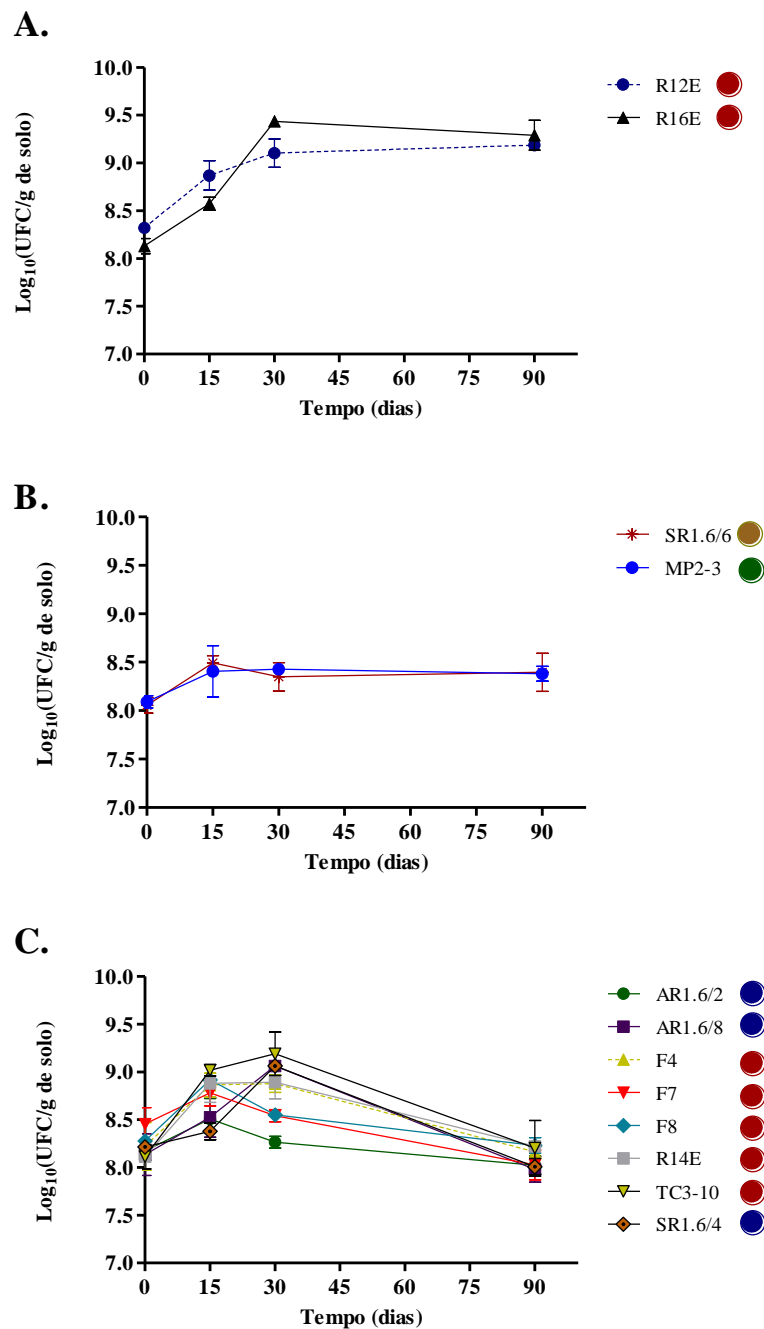 A.
Log10(UFC/g de solo)
10.0
9.5
9.0
8.5
8.0
7.5
7.0
0 15 30 45 60 75 90
Tempo (dias)
R12E
R16E
B.
Log10(UFC/g de solo)
10.0
9.5
9.0
8.5
8.0
7.5
7.0
0 15 30 45 60 75 90
Tempo (dias)
SR1.6/6
MP2-3
C.
Log10(UFC/g de solo)
10.0
9.5
9.0
8.5
8.0
7.5
7.0
0 15 30 45 60 75 90
Tempo (dias)
AR1.6/2
AR1.6/8
F4
F7
F8
R14E
TC3-10
SR1.6/4